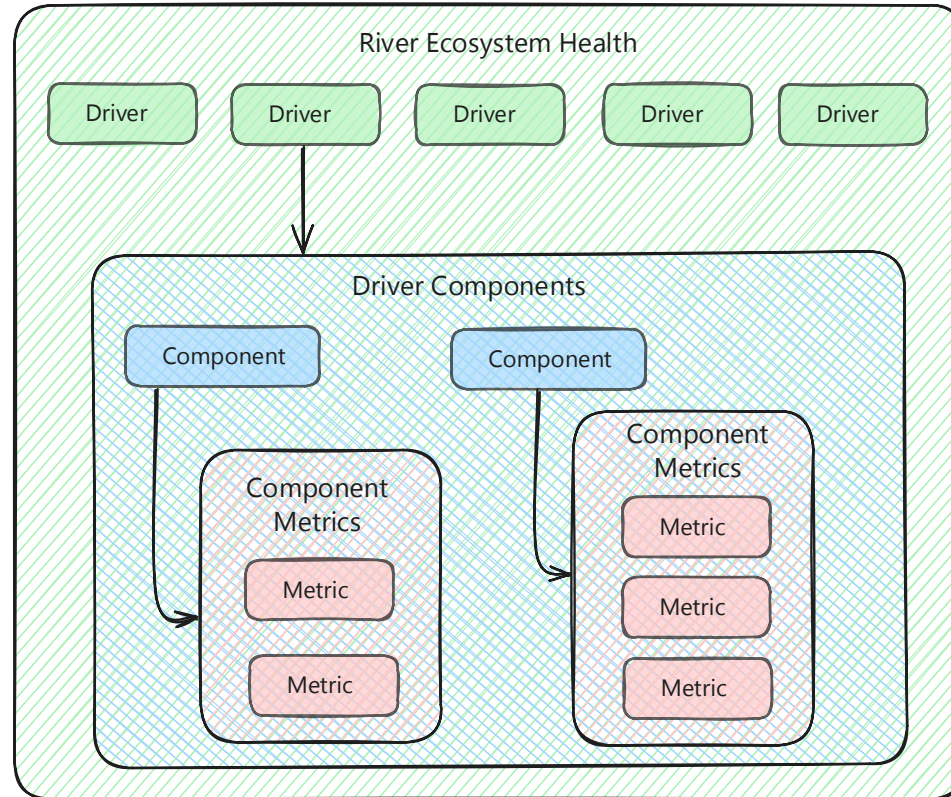 River Ecosystem Health
Driver
Driver
Driver
Driver
Driver
Driver Components
Component
Component
Component
Metrics
Metric
Metric
Component
Metrics
Metric
Metric
Metric